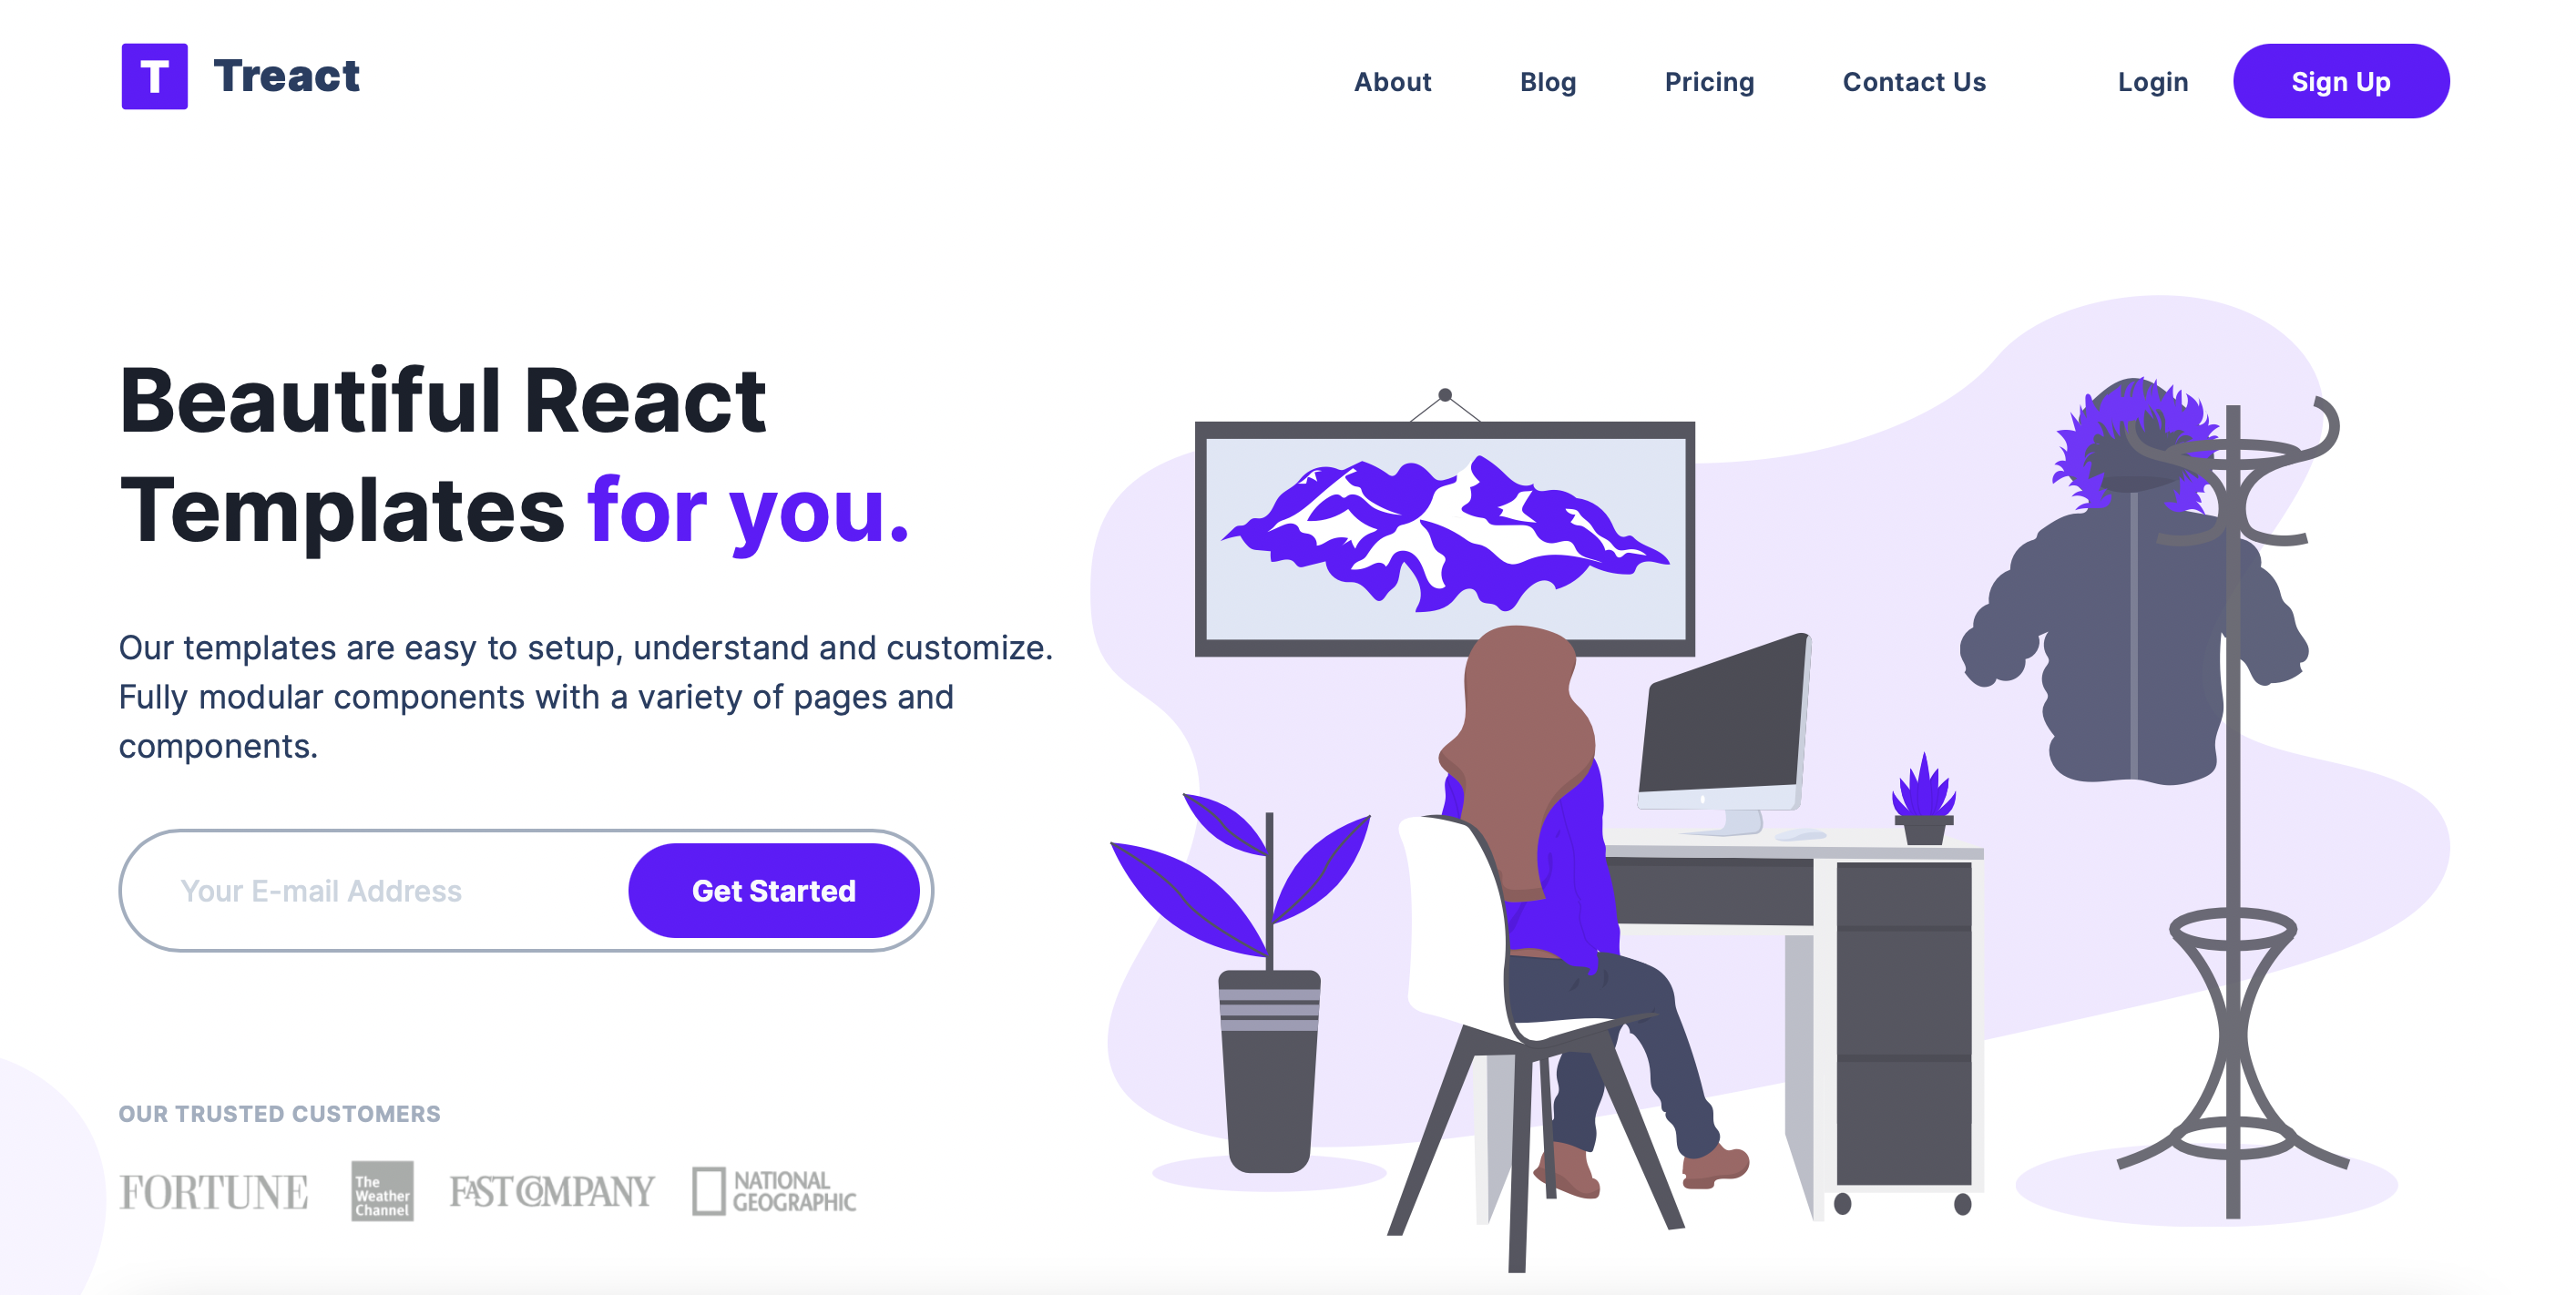 T Treact
About Blog Pricing Contact Us Login Sign Up
Beautiful React
Templates for you.
Our templates are easy to setup, understand and customize.
Fully modular components with a variety of pages and
components.
Your E-mail Address
Get Started
OUR TRUSTED CUSTOMERS
FORTUNE
The
Weather
Channel
FAST COMPANY
NATIONAL
GEOGRAPHIC